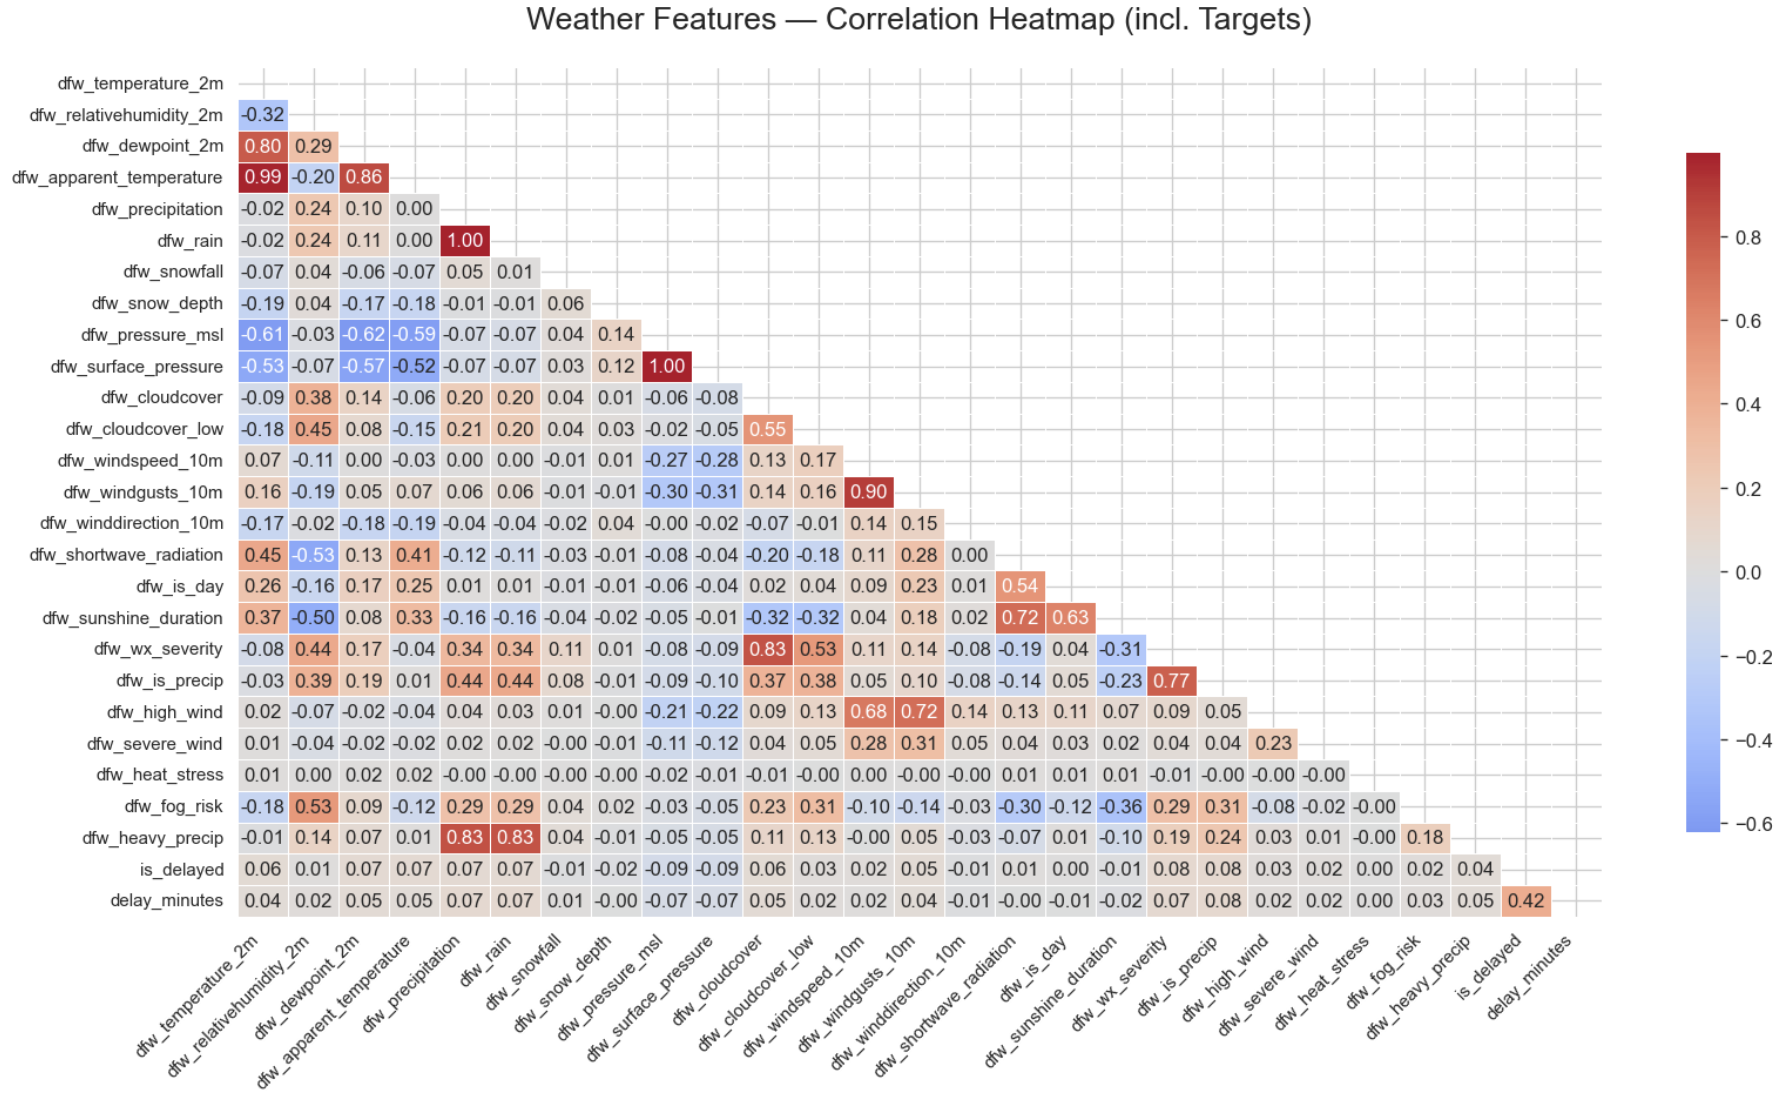 Weather Features — Correlation Heatmap (incl. Targets)
dfw_temperature_2m
dfw_relativehumidity_2m -0.32
dfw_dewpoint_2m 0.80 0.29
dfw_apparent_temperature 0.99 -0.20 0.86
dfw_precipitation -0.02 0.24 0.10 0.00
dfw_rain -0.02 0.24 0.11 0.00 1.00
dfw_snowfall -0.07 0.04 -0.06 -0.07 0.05 0.01
dfw_snow_depth -0.19 0.04 -0.17 -0.18 -0.01 -0.01 0.06
dfw_pressure_msl -0.61 -0.03 -0.62 -0.59 -0.07 -0.07 0.04 0.14
dfw_surface_pressure -0.53 -0.07 -0.57 -0.52 -0.07 -0.07 0.03 0.12 1.00
dfw_cloudcover -0.09 0.38 0.14 -0.06 0.20 0.20 0.04 0.01 -0.06 -0.08
dfw_cloudcover_low -0.18 0.45 0.08 -0.15 0.21 0.20 0.04 0.03 -0.02 -0.05 0.55
dfw_windspeed_10m 0.07 -0.11 0.00 -0.03 0.00 0.00 -0.01 0.01 -0.27 -0.28 0.13 0.17
dfw_windgusts_10m 0.16 -0.19 0.05 0.07 0.06 0.06 -0.01 -0.01 -0.30 -0.31 0.14 0.16 0.90
dfw_winddirection_10m -0.17 -0.02 -0.18 -0.19 -0.04 -0.04 -0.02 0.04 -0.00 -0.02 -0.07 -0.01 0.14 0.15
dfw_shortwave_radiation 0.45 -0.53 0.13 0.41 -0.12 -0.11 -0.03 -0.01 -0.08 -0.04 -0.20 -0.18 0.11 0.28 0.00
dfw_is_day 0.26 -0.16 0.17 0.25 0.01 0.01 -0.01 -0.01 -0.06 -0.04 0.02 0.04 0.09 0.23 0.01 0.54
dfw_sunshine_duration 0.37 -0.50 0.08 0.33 -0.16 -0.16 -0.04 -0.02 -0.05 -0.01 -0.32 -0.32 0.04 0.18 0.02 0.72 0.63
dfw_wx_severity -0.08 0.44 0.17 -0.04 0.34 0.34 0.11 0.01 -0.08 -0.09 0.83 0.53 0.11 0.14 -0.08 -0.19 0.04 -0.31
dfw_is_precip -0.03 0.39 0.19 0.01 0.44 0.44 0.08 -0.01 -0.09 -0.10 0.37 0.38 0.05 0.10 -0.08 -0.14 0.05 -0.23 0.77
dfw_high_wind 0.02 -0.07 -0.02 -0.04 0.04 0.03 0.01 -0.00 -0.21 -0.22 0.09 0.13 0.68 0.72 0.14 0.13 0.11 0.07 0.09 0.05
dfw_severe_wind 0.01 -0.04 -0.02 -0.02 0.02 0.02 -0.00 -0.01 -0.11 -0.12 0.04 0.05 0.28 0.31 0.05 0.04 0.03 0.02 0.04 0.04 0.23
dfw_heat_stress 0.01 0.00 0.02 0.02 -0.00 -0.00 -0.00 -0.00 -0.02 -0.01 -0.01 -0.00 0.00 -0.00 -0.00 0.01 0.01 0.01 -0.01 -0.00 -0.00 -0.00
dfw_fog_risk -0.18 0.53 0.09 -0.12 0.29 0.29 0.04 0.02 -0.03 -0.05 0.23 0.31 -0.10 -0.14 -0.03 -0.30 -0.12 -0.36 0.29 0.31 -0.08 -0.02 -0.00
dfw_heavy_precip -0.01 0.14 0.07 0.01 0.83 0.83 0.04 -0.01 -0.05 -0.05 0.11 0.13 -0.00 0.05 -0.03 -0.07 0.01 -0.10 0.19 0.24 0.03 0.01 -0.00 0.18
is_delayed 0.06 0.01 0.07 0.07 0.07 0.07 -0.01 -0.02 -0.09 -0.09 0.06 0.03 0.02 0.05 -0.01 0.01 0.00 -0.01 0.08 0.08 0.03 0.02 0.00 0.02 0.04
delay_minutes 0.04 0.02 0.05 0.05 0.07 0.07 0.01 -0.00 -0.07 -0.07 0.05 0.02 0.02 0.04 -0.01 -0.00 -0.01 -0.02 0.07 0.08 0.02 0.02 0.00 0.03 0.05 0.42
dfw_temperature_2m
dfw_relativehumidity_2m
dfw_dewpoint_2m
dfw_apparent_temperature
dfw_precipitation
dfw_rain
dfw_snowfall
dfw_snow_depth
dfw_pressure_msl
dfw_surface_pressure
dfw_cloudcover
dfw_cloudcover_low
dfw_windspeed_10m
dfw_windgusts_10m
dfw_winddirection_10m
dfw_shortwave_radiation
dfw_is_day
dfw_sunshine_duration
dfw_wx_severity
dfw_is_precip
dfw_high_wind
dfw_severe_wind
dfw_heat_stress
dfw_fog_risk
dfw_heavy_precip
is_delayed
delay_minutes
0.8
0.6
0.4
0.2
0.0
−0.2
−0.4
−0.6